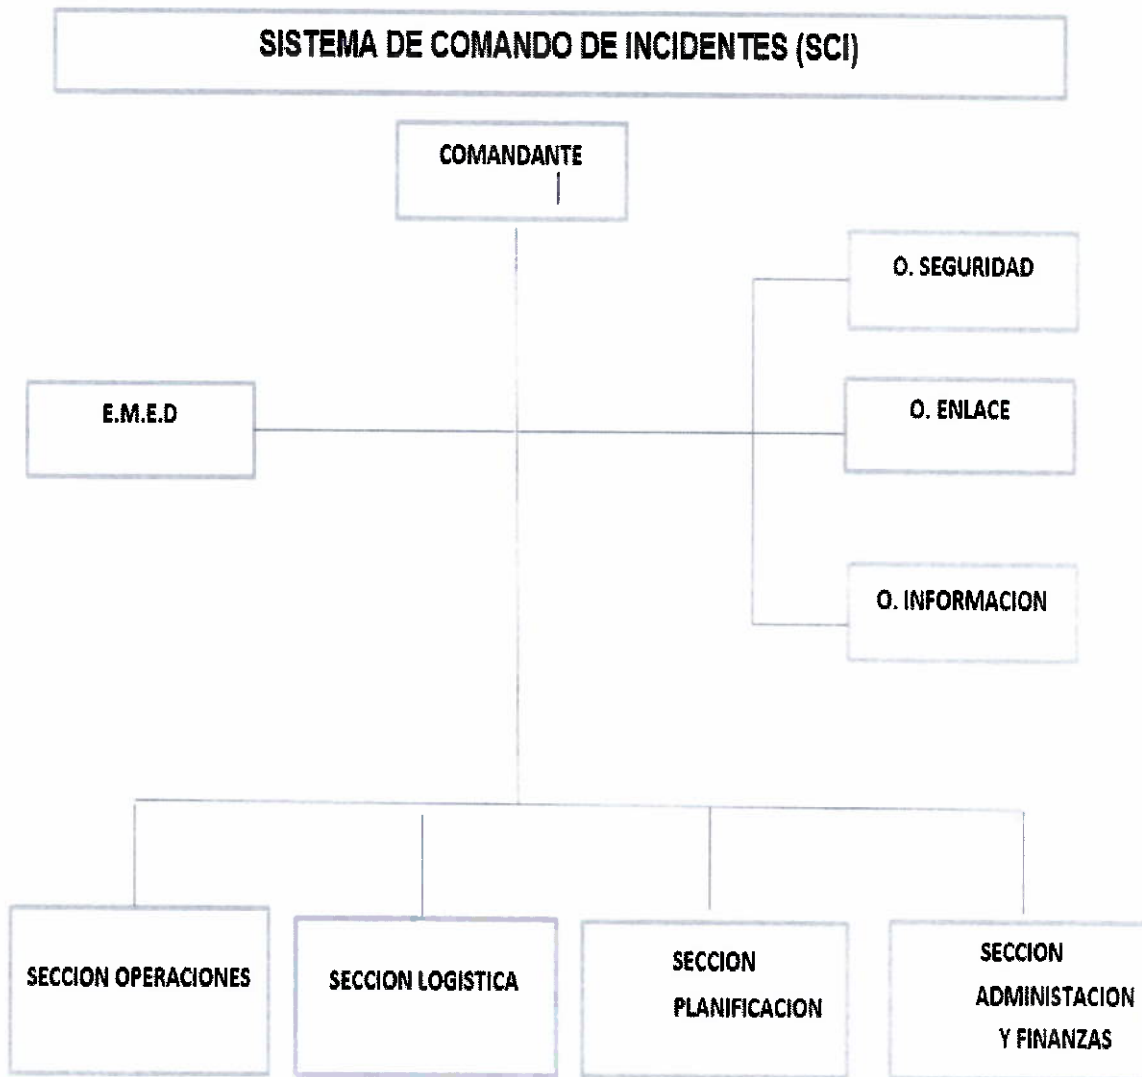 SISTEMA DE COMANDO DE INCIDENTES (SCI)
COMANDANTE
O. SEGURIDAD
E.M.E.D
O. ENLACE
O. INFORMACION
SECCION OPERACIONES
SECCION LOGISTICA
SECCION
PLANIFICACION
SECCION
ADMINISTACION
Y FINANZAS